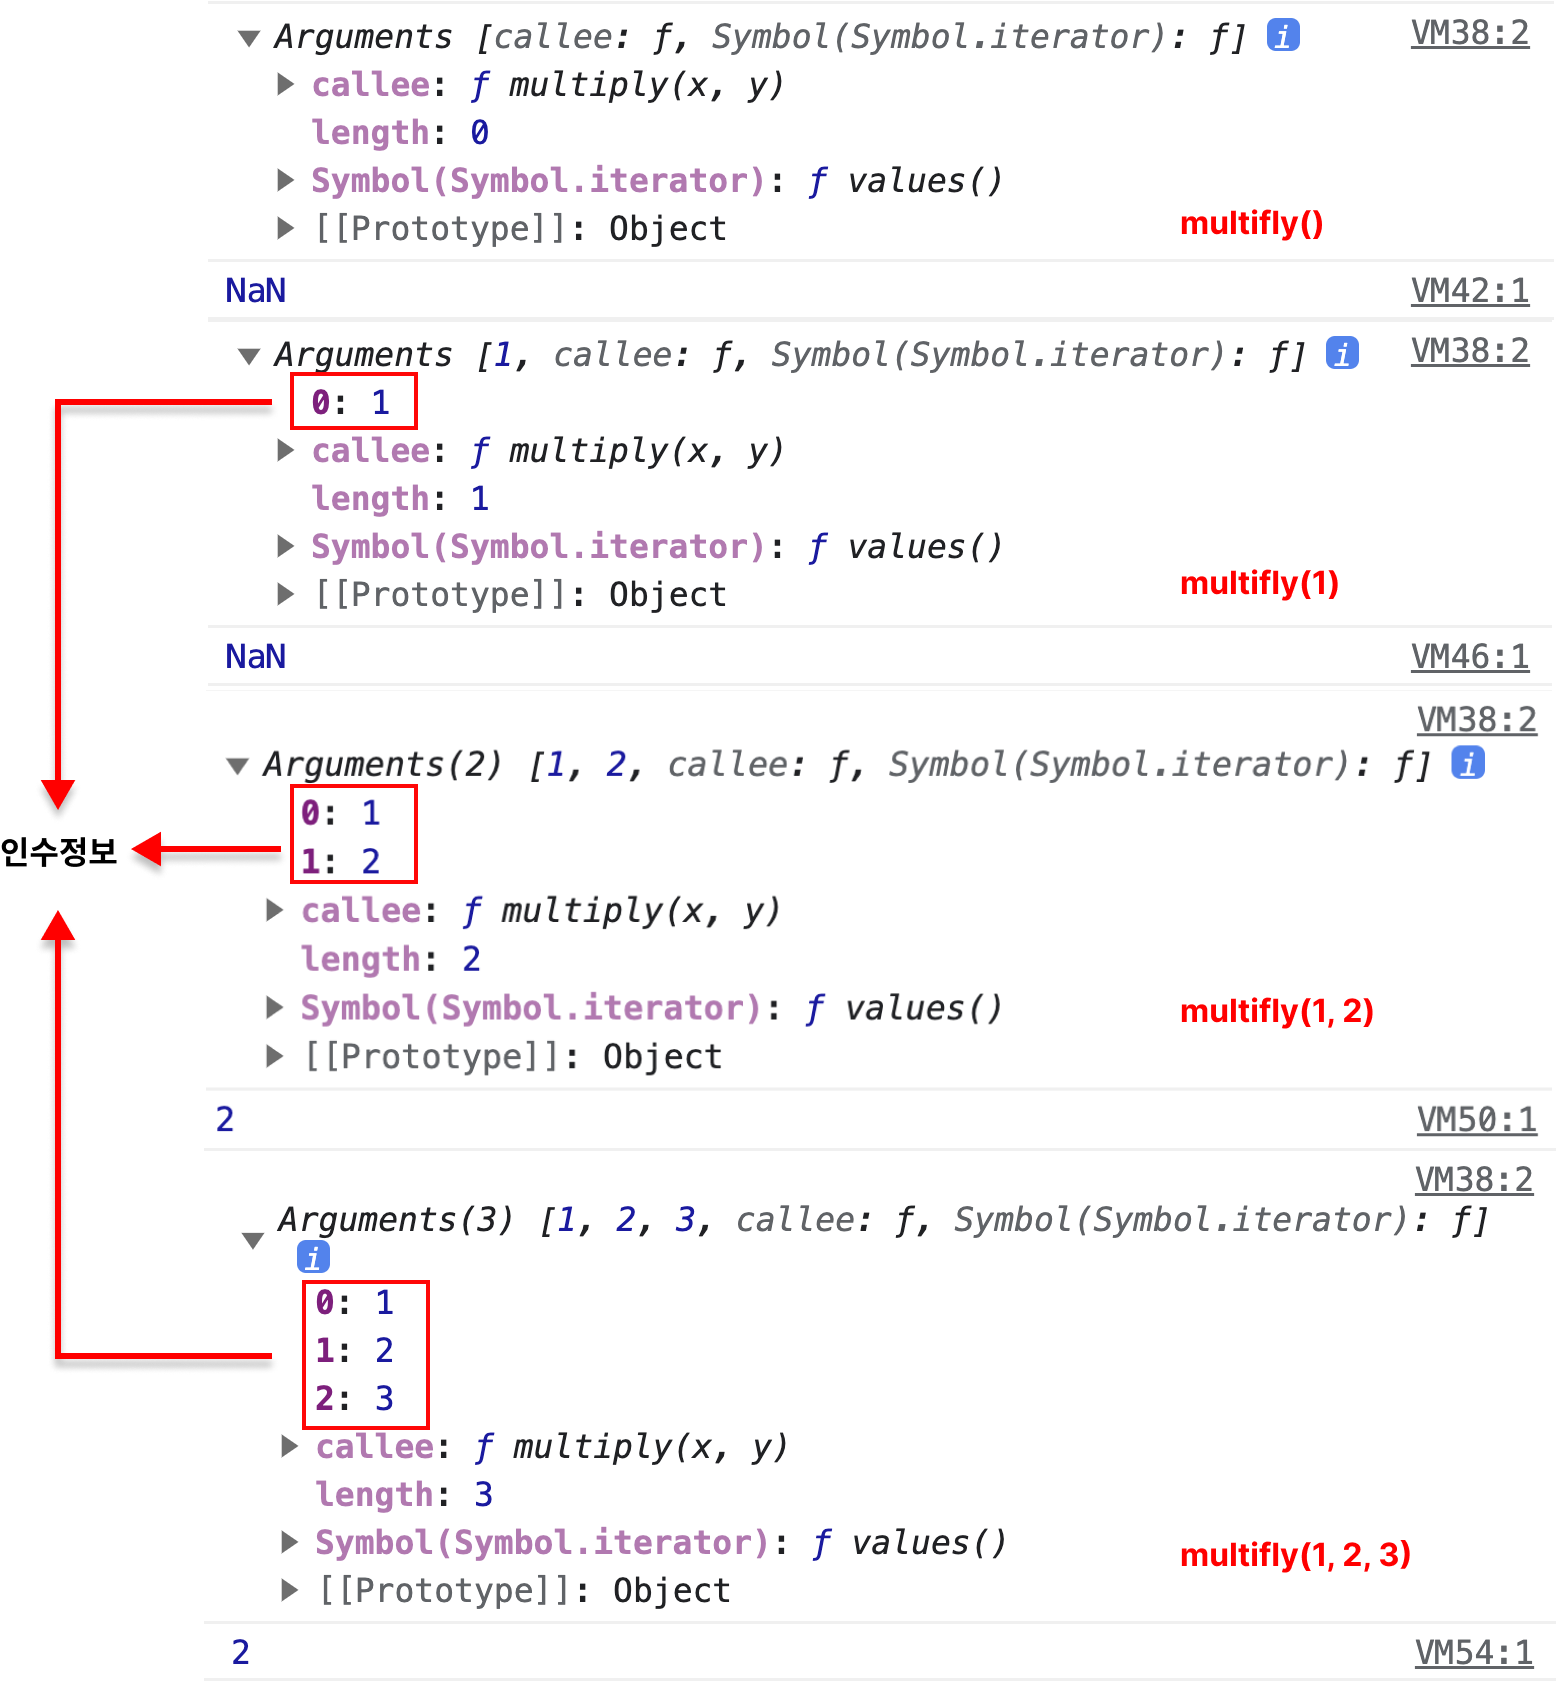 Arguments [callee: ƒ, Symbol(Symbol.iterator): ƒ] i VM38:2
callee: ƒ multiply(x, y)
length: 0
Symbol(Symbol.iterator): ƒ values()
[[Prototype]]: Object
multifly()
NaN VM42:1
Arguments [1, callee: ƒ, Symbol(Symbol.iterator): ƒ] i VM38:2
0: 1
callee: ƒ multiply(x, y)
length: 1
Symbol(Symbol.iterator): ƒ values()
[[Prototype]]: Object
multifly(1)
NaN VM46:1
VM38:2
Arguments(2) [1, 2, callee: ƒ, Symbol(Symbol.iterator): ƒ] i
0: 1
인수정보
1: 2
callee: ƒ multiply(x, y)
length: 2
Symbol(Symbol.iterator): ƒ values()
multifly(1, 2)
[[Prototype]]: Object
2 VM50:1
VM38:2
Arguments(3) [1, 2, 3, callee: ƒ, Symbol(Symbol.iterator): ƒ]
i
0: 1
1: 2
2: 3
callee: ƒ multiply(x, y)
length: 3
Symbol(Symbol.iterator): ƒ values()
multifly(1, 2, 3)
[[Prototype]]: Object
2 VM54:1